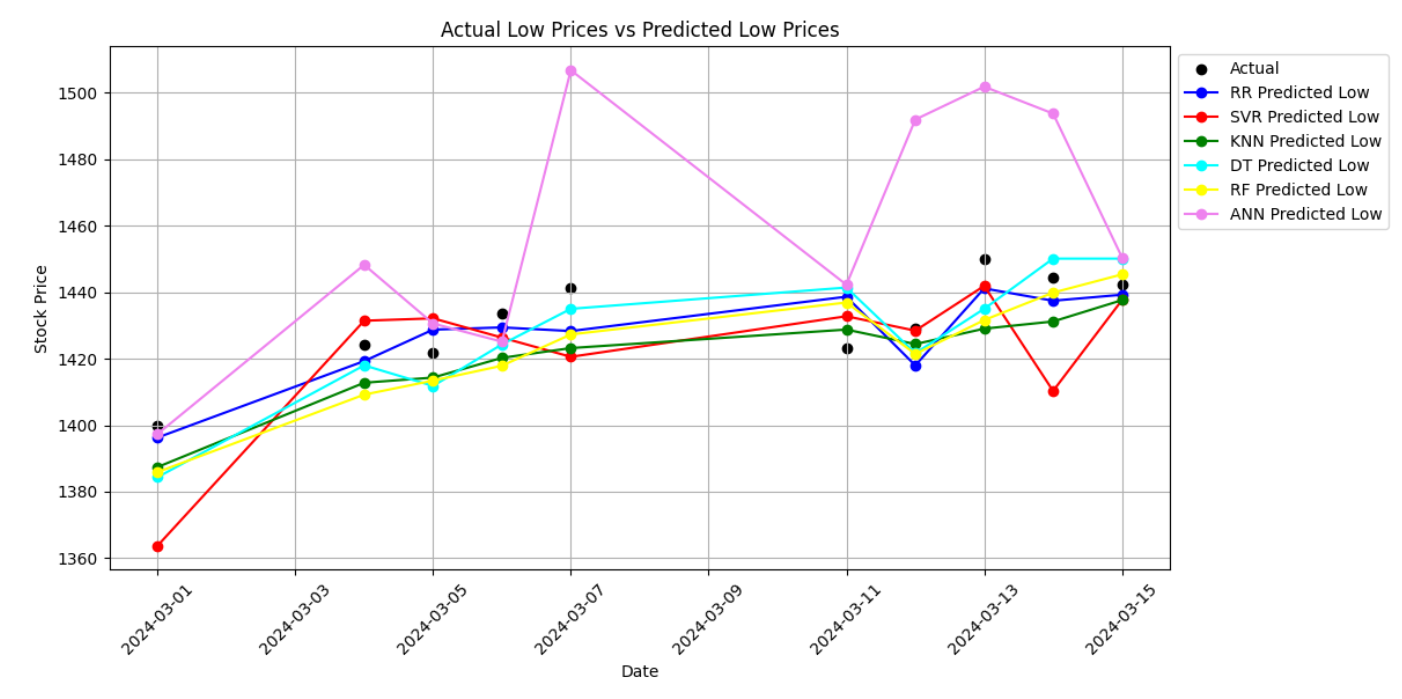 Actual Low Prices vs Predicted Low Prices
Stock Price
1500
1480
1460
1440
1420
1400
1380
1360
2024-03-01
2024-03-03
2024-03-05
2024-03-07
2024-03-09
2024-03-11
2024-03-13
2024-03-15
Date
Actual
RR Predicted Low
SVR Predicted Low
KNN Predicted Low
DT Predicted Low
RF Predicted Low
ANN Predicted Low